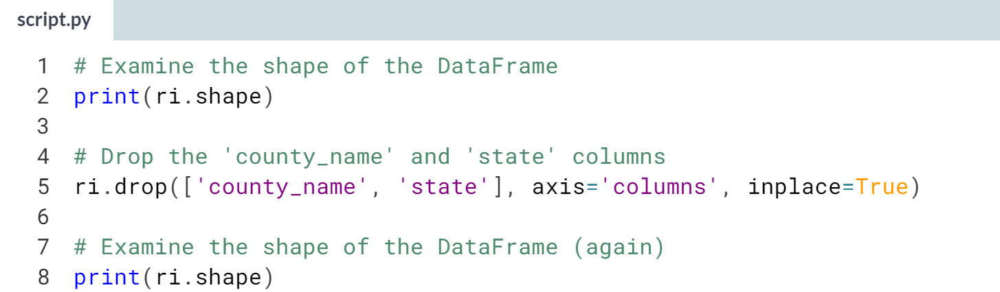 script.py
1 # Examine the shape of the DataFrame
2 print(ri.shape)
3
4 # Drop the 'county_name' and 'state' columns
5 ri.drop(['county_name', 'state'], axis='columns', inplace=True)
6
7 # Examine the shape of the DataFrame (again)
8 print(ri.shape)